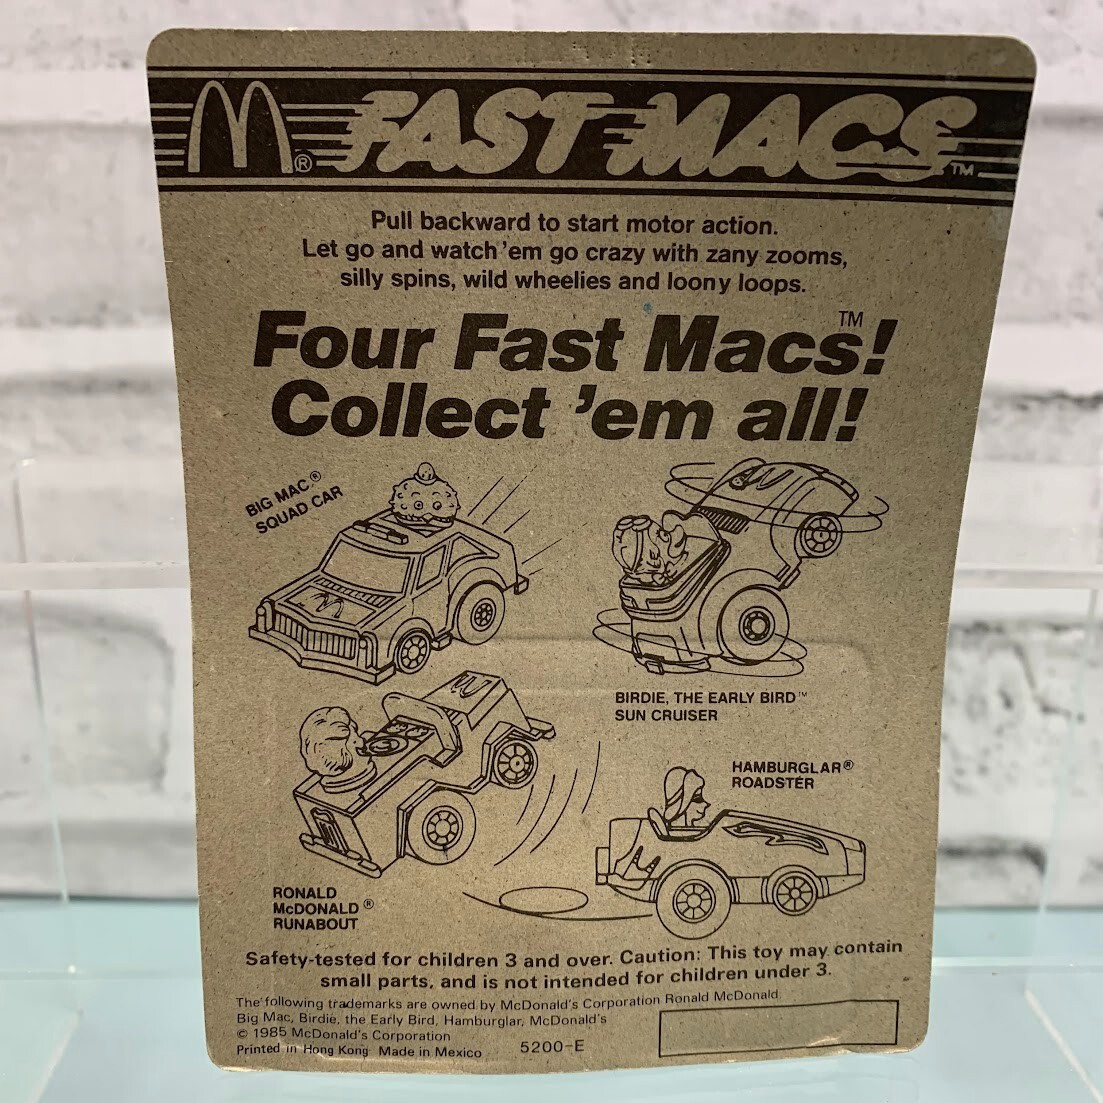 M® FAST MACS™
Pull backward to start motor action.
Let go and watch 'em go crazy with zany zooms,
silly spins, wild wheelies and loony loops.
Four Fast Macs!™
Collect 'em all!
BIG MAC®
SQUAD CAR
BIRDIE, THE EARLY BIRD™
SUN CRUISER
HAMBURGLAR®
ROADSTER
RONALD
McDONALD®
RUNABOUT
Safety-tested for children 3 and over. Caution: This toy may contain
small parts, and is not intended for children under 3.
The following trademarks are owned by McDonald's Corporation Ronald McDonald
Big Mac, Birdie, the Early Bird, Hamburglar, McDonald's
© 1985 McDonald's Corporation
Printed in Hong Kong Made in Mexico 5200-E